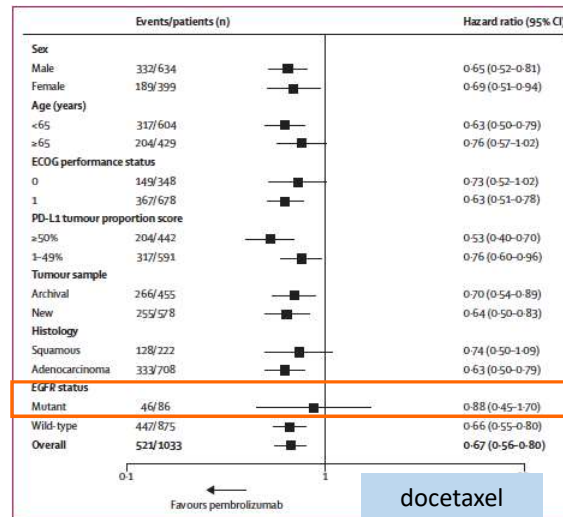 Events/patients (n) Hazard ratio (95% CI)
Sex
Male 332/634 0·65 (0·52–0·81)
Female 189/399 0·69 (0·51–0·94)
Age (years)
<65 317/604 0·63 (0·50–0·79)
≥65 204/429 0·76 (0·57–1·02)
ECOG performance status
0 149/348 0·73 (0·52–1·02)
1 367/678 0·63 (0·51–0·78)
PD-L1 tumour proportion score
≥50% 204/442 0·53 (0·40–0·70)
1–49% 317/591 0·76 (0·60–0·96)
Tumour sample
Archival 266/455 0·70 (0·54–0·89)
New 255/578 0·64 (0·50–0·83)
Histology
Squamous 128/222 0·74 (0·50–1·09)
Adenocarcinoma 333/708 0·63 (0·50–0·79)
EGFR status
Mutant 46/86 0·88 (0·45–1·70)
Wild-type 447/875 0·66 (0·55–0·80)
Overall 521/1033 0·67 (0·56–0·80)
0·1 1
Favours pembrolizumab docetaxel